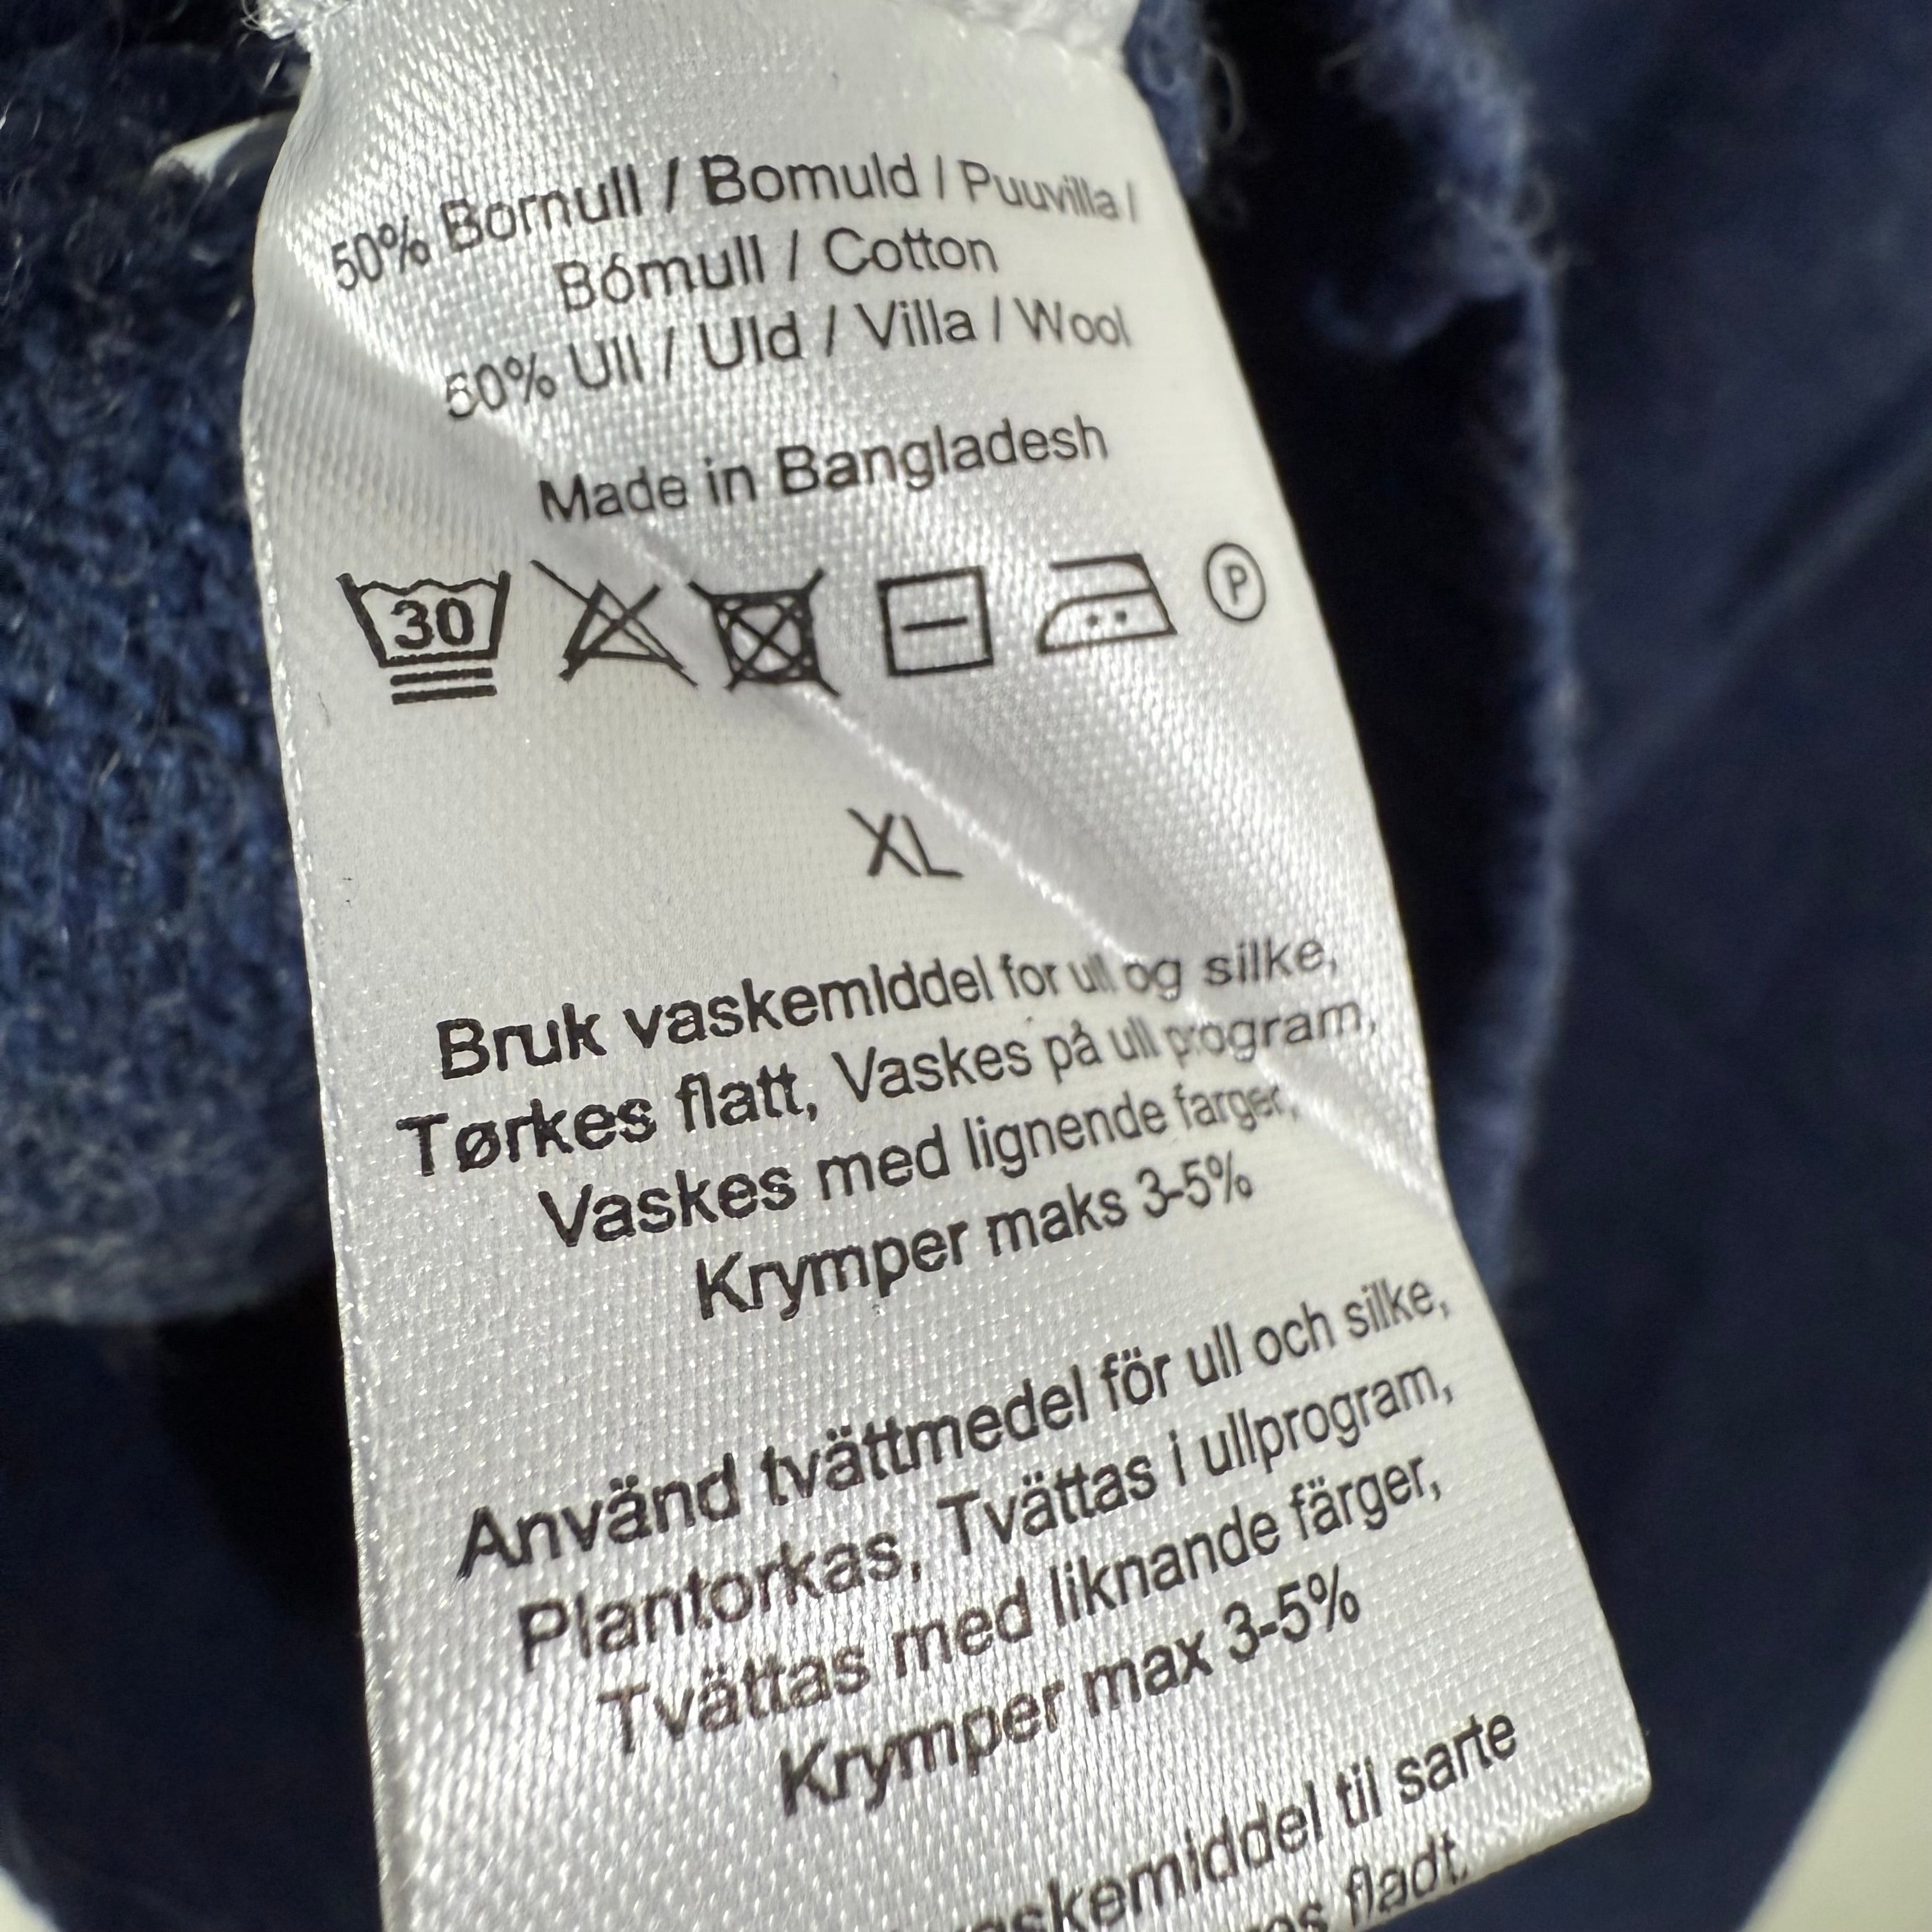 50% Bomull / Bomuld / Puuvilla /
Bómull / Cotton
50% Ull / Uld / Villa / Wool
Made in Bangladesh
30
P
XL
Bruk vaskemiddel for ull og silke,
Tørkes flatt, Vaskes på ull program,
Vaskes med lignende farger,
Krymper maks 3-5%
Använd tvättmedel för ull och silke,
Plantorkas, Tvättas i ullprogram,
Tvättas med liknande färger,
Krymper max 3-5%
til sarte
fladt.